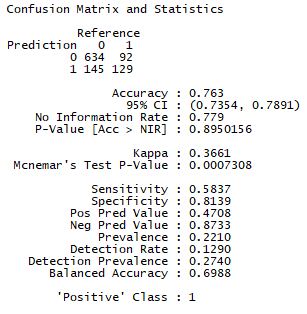 Confusion Matrix and Statistics
Reference
Prediction 0 1
0 634 92
1 145 129
Accuracy : 0.763
95% CI : (0.7354, 0.7891)
No Information Rate : 0.779
P-Value [Acc > NIR] : 0.8950156
Kappa : 0.3661
Mcnemar's Test P-Value : 0.0007308
Sensitivity : 0.5837
Specificity : 0.8139
Pos Pred Value : 0.4708
Neg Pred Value : 0.8733
Prevalence : 0.2210
Detection Rate : 0.1290
Detection Prevalence : 0.2740
Balanced Accuracy : 0.6988
'Positive' Class : 1